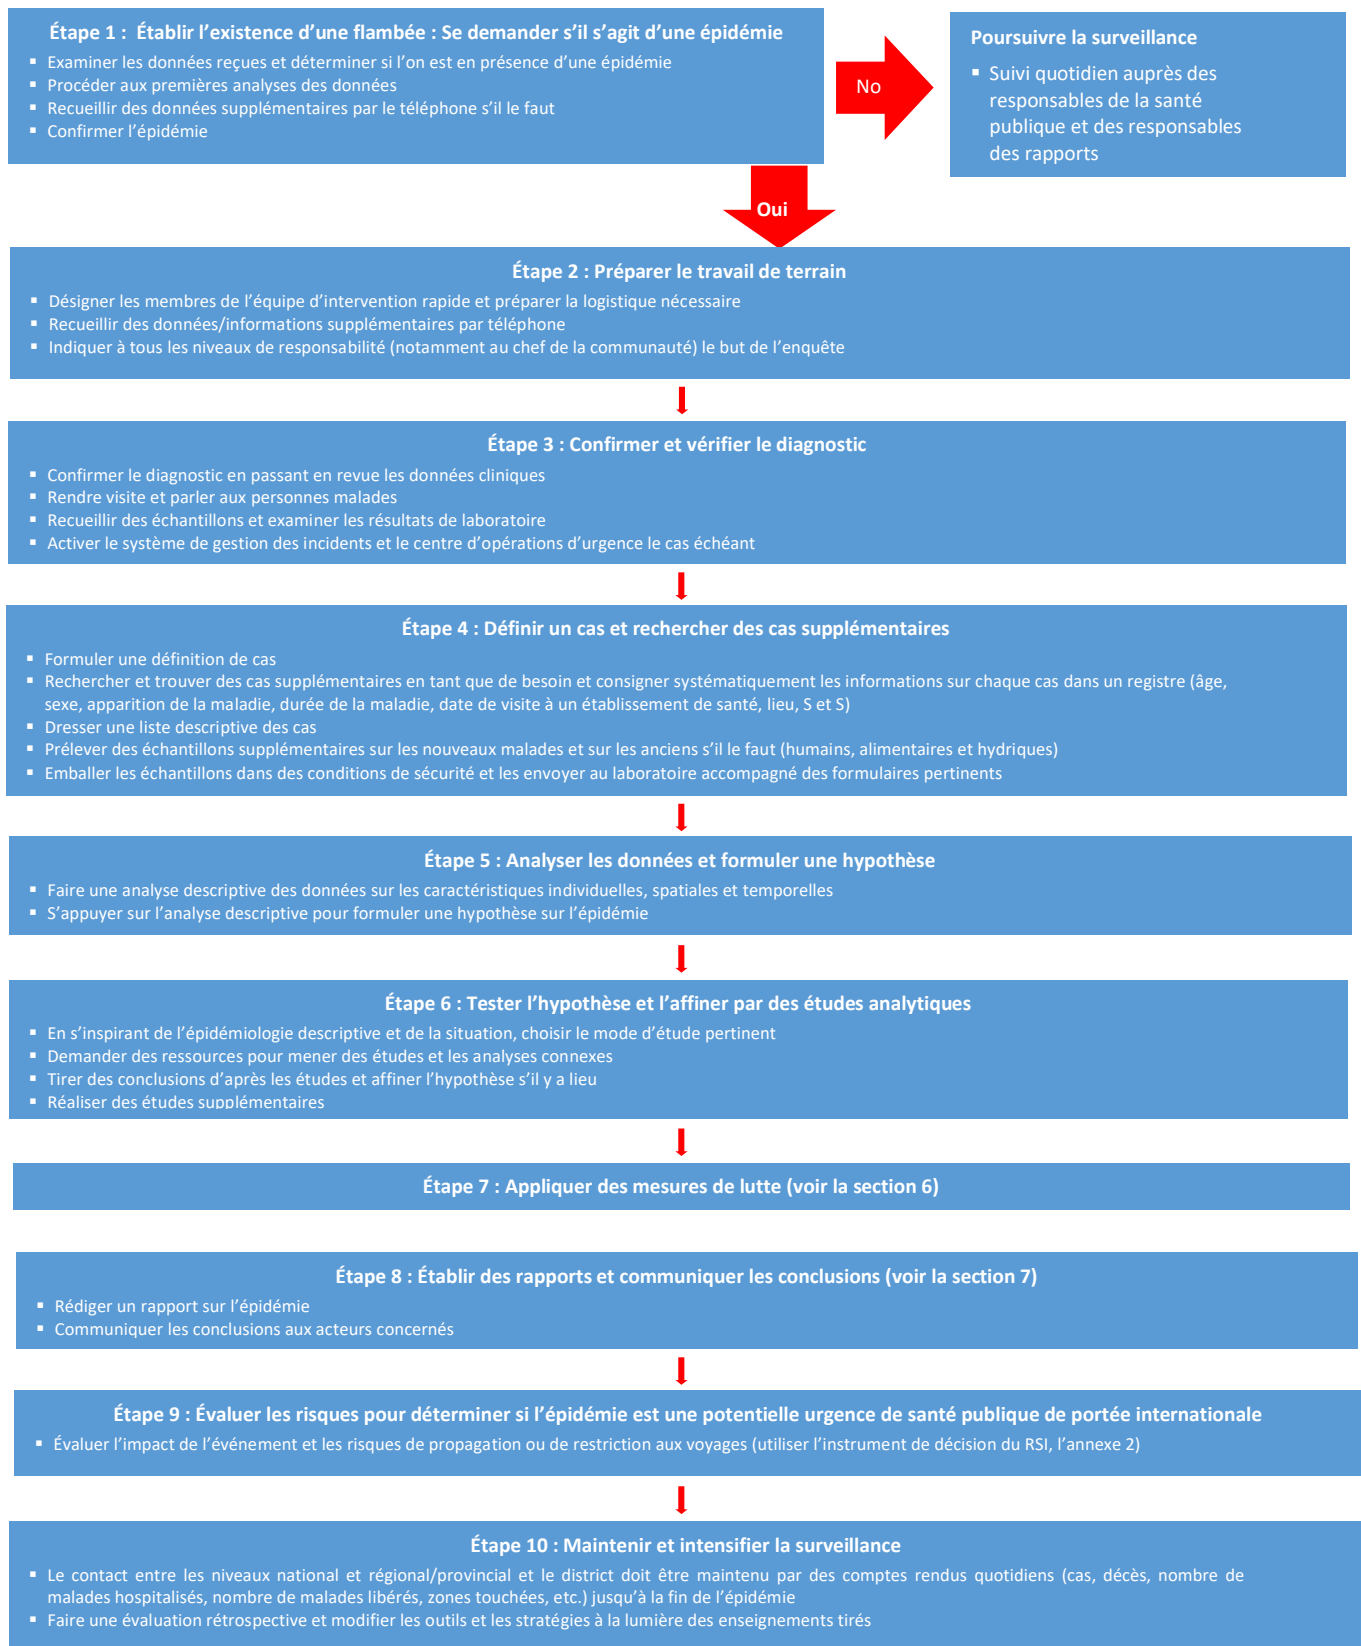 Étape 1 : Établir l’existence d’une flambée : Se demander s’il s’agit d’une épidémie
▪ Examiner les données reçues et déterminer si l’on est en présence d’une épidémie
▪ Procéder aux premières analyses des données
▪ Recueillir des données supplémentaires par le téléphone s’il le faut
▪ Confirmer l’épidémie
No
Poursuivre la surveillance
▪ Suivi quotidien auprès des
responsables de la santé
publique et des responsables
des rapports
Oui
Étape 2 : Préparer le travail de terrain
▪ Désigner les membres de l’équipe d’intervention rapide et préparer la logistique nécessaire
▪ Recueillir des données/informations supplémentaires par téléphone
▪ Indiquer à tous les niveaux de responsabilité (notamment au chef de la communauté) le but de l’enquête
Étape 3 : Confirmer et vérifier le diagnostic
▪ Confirmer le diagnostic en passant en revue les données cliniques
▪ Rendre visite et parler aux personnes malades
▪ Recueillir des échantillons et examiner les résultats de laboratoire
▪ Activer le système de gestion des incidents et le centre d’opérations d’urgence le cas échéant
Étape 4 : Définir un cas et rechercher des cas supplémentaires
▪ Formuler une définition de cas
▪ Rechercher et trouver des cas supplémentaires en tant que de besoin et consigner systématiquement les informations sur chaque cas dans un registre (âge,
sexe, apparition de la maladie, durée de la maladie, date de visite à un établissement de santé, lieu, S et S)
▪ Dresser une liste descriptive des cas
▪ Prélever des échantillons supplémentaires sur les nouveaux malades et sur les anciens s’il le faut (humains, alimentaires et hydriques)
▪ Emballer les échantillons dans des conditions de sécurité et les envoyer au laboratoire accompagné des formulaires pertinents
Étape 5 : Analyser les données et formuler une hypothèse
▪ Faire une analyse descriptive des données sur les caractéristiques individuelles, spatiales et temporelles
▪ S’appuyer sur l’analyse descriptive pour formuler une hypothèse sur l’épidémie
Étape 6 : Tester l’hypothèse et l’affiner par des études analytiques
▪ En s’inspirant de l’épidémiologie descriptive et de la situation, choisir le mode d’étude pertinent
▪ Demander des ressources pour mener des études et les analyses connexes
▪ Tirer des conclusions d’après les études et affiner l’hypothèse s’il y a lieu
▪ Réaliser des études supplémentaires
Étape 7 : Appliquer des mesures de lutte (voir la section 6)
Étape 8 : Établir des rapports et communiquer les conclusions (voir la section 7)
▪ Rédiger un rapport sur l’épidémie
▪ Communiquer les conclusions aux acteurs concernés
Étape 9 : Évaluer les risques pour déterminer si l’épidémie est une potentielle urgence de santé publique de portée internationale
▪ Évaluer l’impact de l’événement et les risques de propagation ou de restriction aux voyages (utiliser l’instrument de décision du RSI, l’annexe 2)
Étape 10 : Maintenir et intensifier la surveillance
▪ Le contact entre les niveaux national et régional/provincial et le district doit être maintenu par des comptes rendus quotidiens (cas, décès, nombre de
malades hospitalisés, nombre de malades libérés, zones touchées, etc.) jusqu’à la fin de l’épidémie
▪ Faire une évaluation rétrospective et modifier les outils et les stratégies à la lumière des enseignements tirés